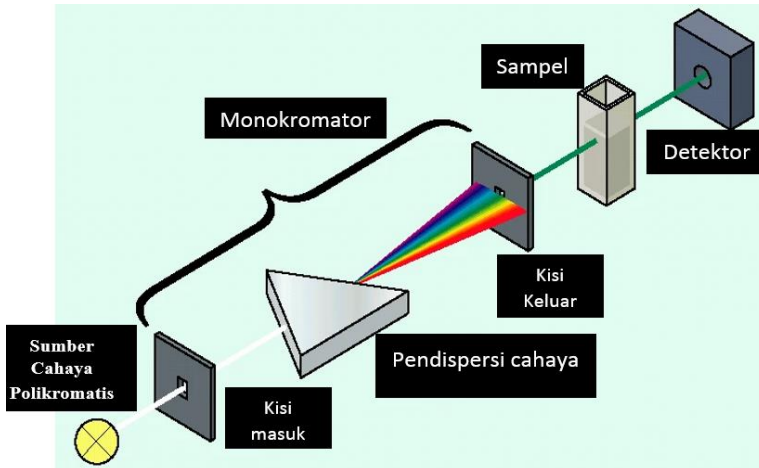 Sampel
Monokromator
Detektor
Kisi
Keluar
Pendispersi cahaya
Sumber
Cahaya
Polikromatis
Kisi
masuk